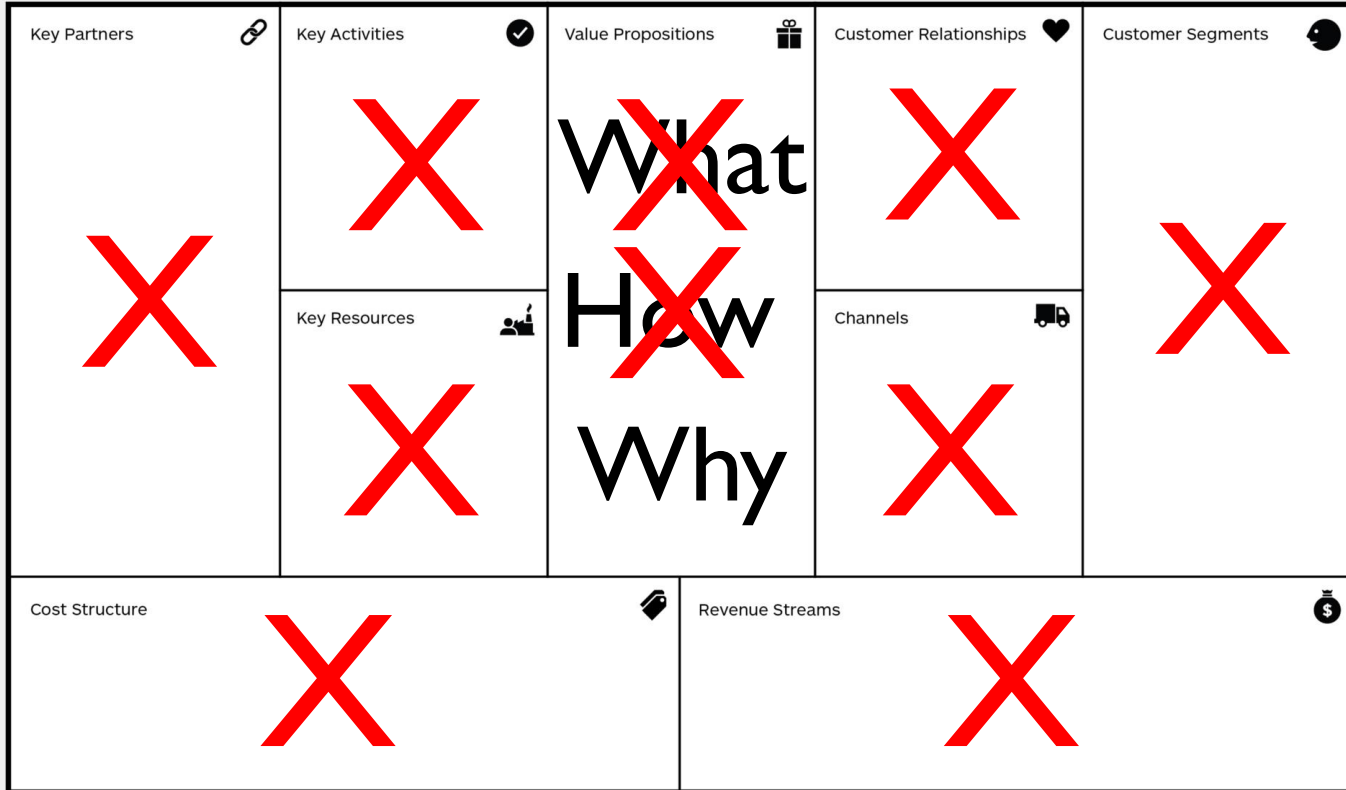 Key Partners
Key Activities
Value Propositions
Customer Relationships
Customer Segments
What
How
Why
Key Resources
Channels
Cost Structure
Revenue Streams
$